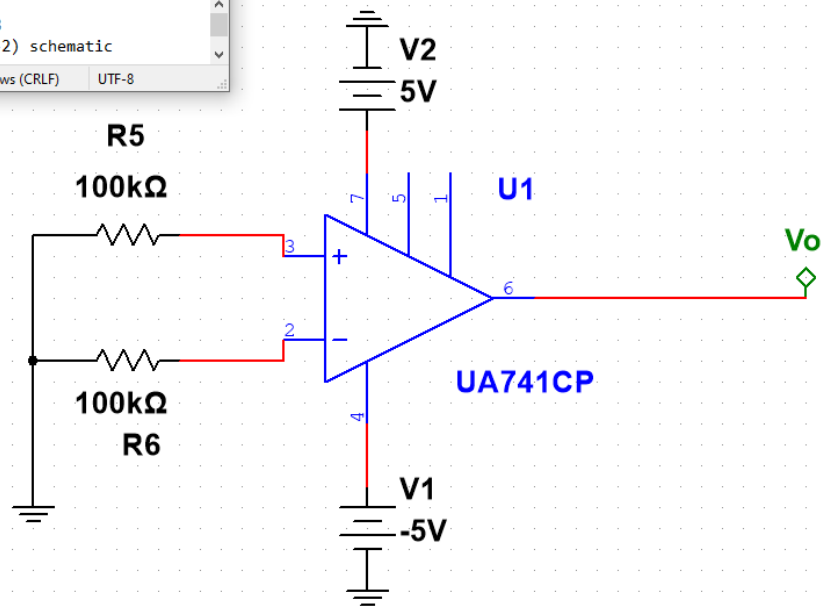 2) schematic
ws (CRLF)
UTF-8
V2
5V
R5
100kΩ
7
5
1
U1
3
+
Vo
6
2
−
100kΩ
R6
UA741CP
4
V1
-5V